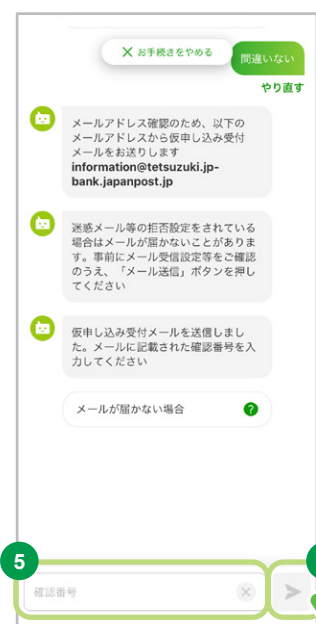 × お手続きをやめる
間違いない
やり直す
メールアドレス確認のため、以下の
メールアドレスから仮申し込み受付
メールをお送りします
information@tetsuzuki.jp-
bank.japanpost.jp
迷惑メール等の拒否設定をされている
場合はメールが届かないことがありま
す。事前にメール受信設定等をご確認
のうえ、「メール送信」ボタンを押し
てください
仮申し込み受付メールを送信しまし
た。メールに記載された確認番号を入
力してください
メールが届かない場合 ?
5
確認番号